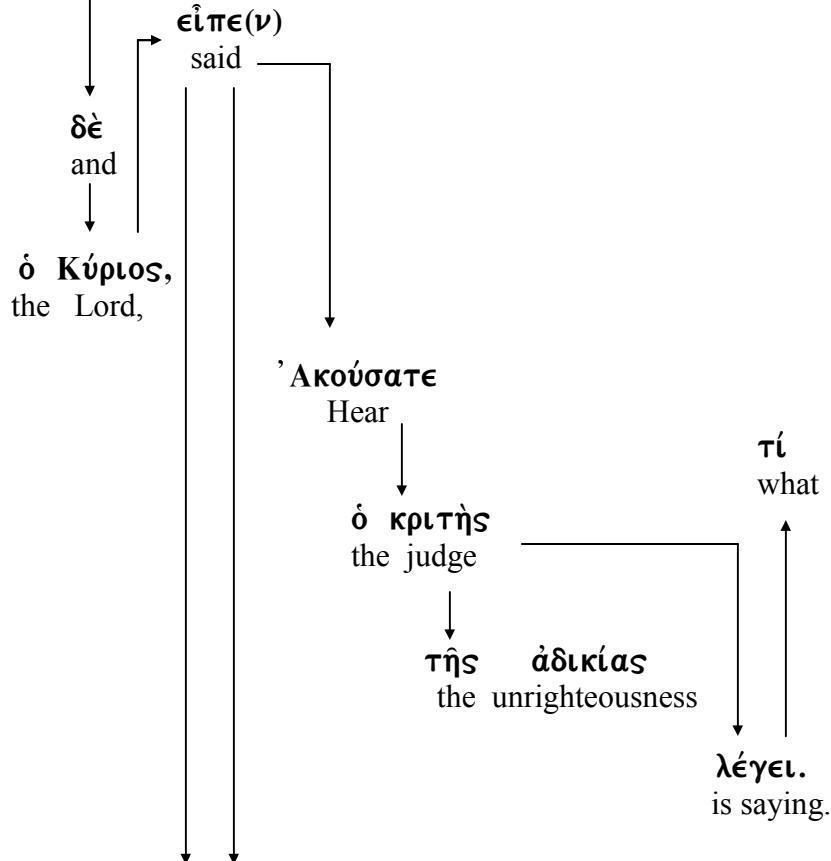 εἶπε(ν)
said
δὲ
and
ὁ Κύριος,
the Lord,
᾿Ακούσατε
Hear
τί
what
ὁ κριτὴς
the judge
τῆς ἀδικίας
the unrighteousness
λέγει.
is saying.